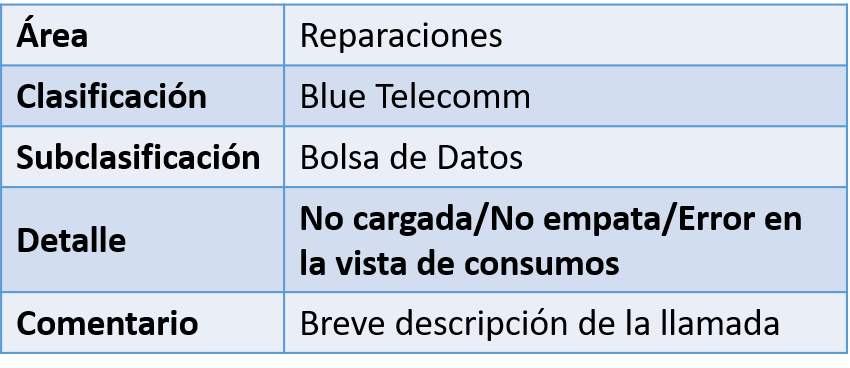 Área Reparaciones
Clasificación Blue Telecomm
Subclasificación Bolsa de Datos
Detalle No cargada/No empata/Error en
la vista de consumos
Comentario Breve descripción de la llamada